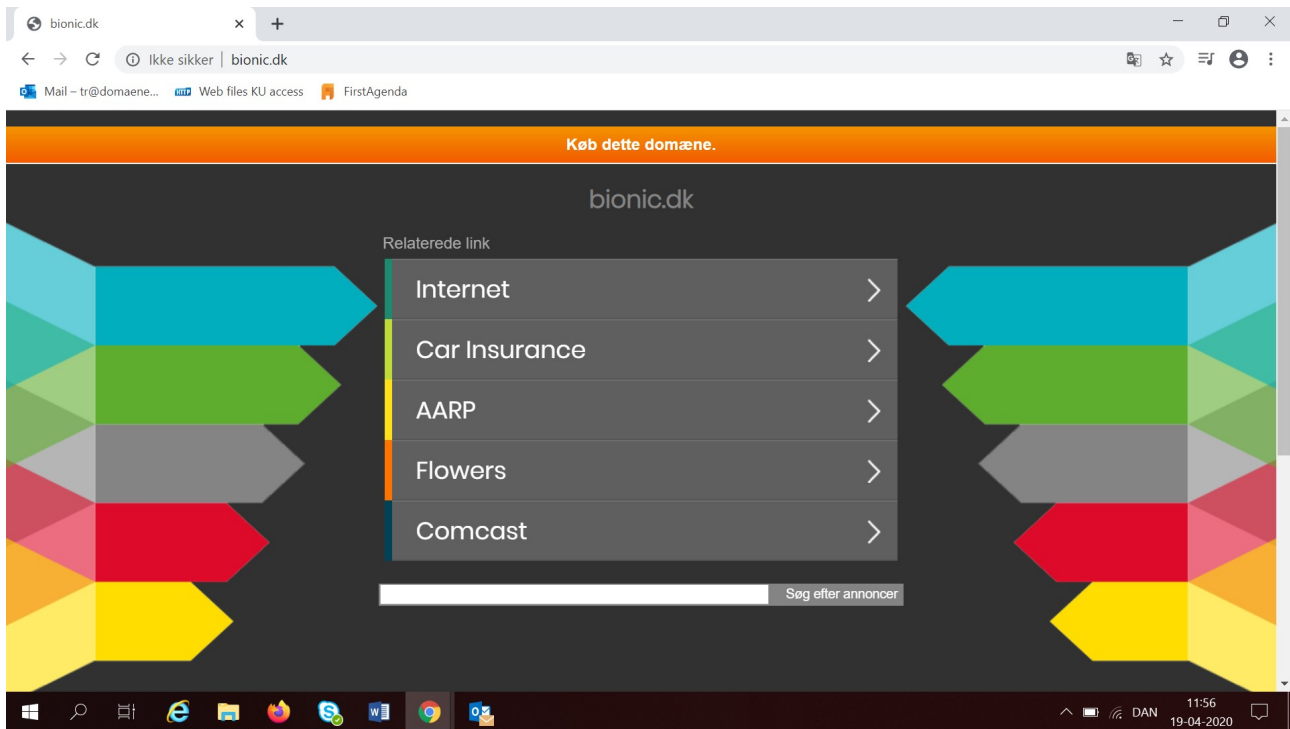 bionic.dk
Ikke sikker | bionic.dk
Mail – tr@domaene... Web files KU access FirstAgenda
Køb dette domæne.
bionic.dk
Relaterede link
Internet
Car Insurance
AARP
Flowers
Comcast
Søg efter annoncer
DAN 11:56
19-04-2020